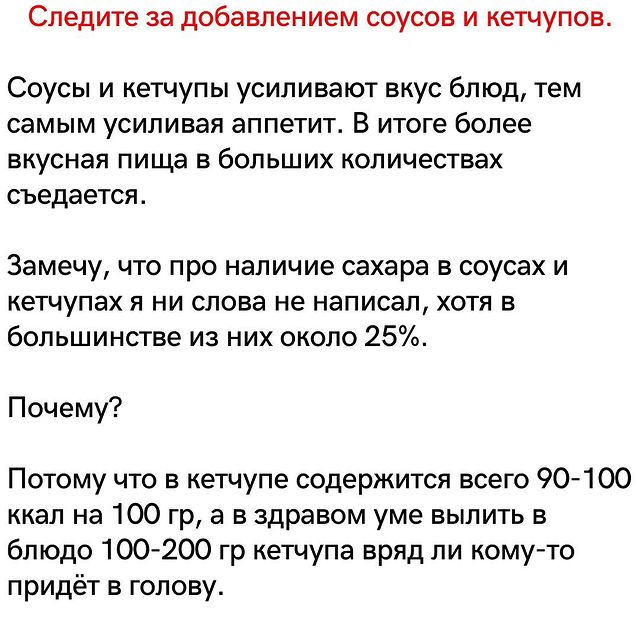 Следите за добавлением соусов и кетчупов.
Соусы и кетчупы усиливают вкус блюд, тем
самым усиливая аппетит. В итоге более
вкусная пища в больших количествах
съедается.
Замечу, что про наличие сахара в соусах и
кетчупах я ни слова не написал, хотя в
большинстве из них около 25%.
Почему?
Потому что в кетчупе содержится всего 90-100
ккал на 100 гр, а в здравом уме вылить в
блюдо 100-200 гр кетчупа вряд ли кому-то
придёт в голову.